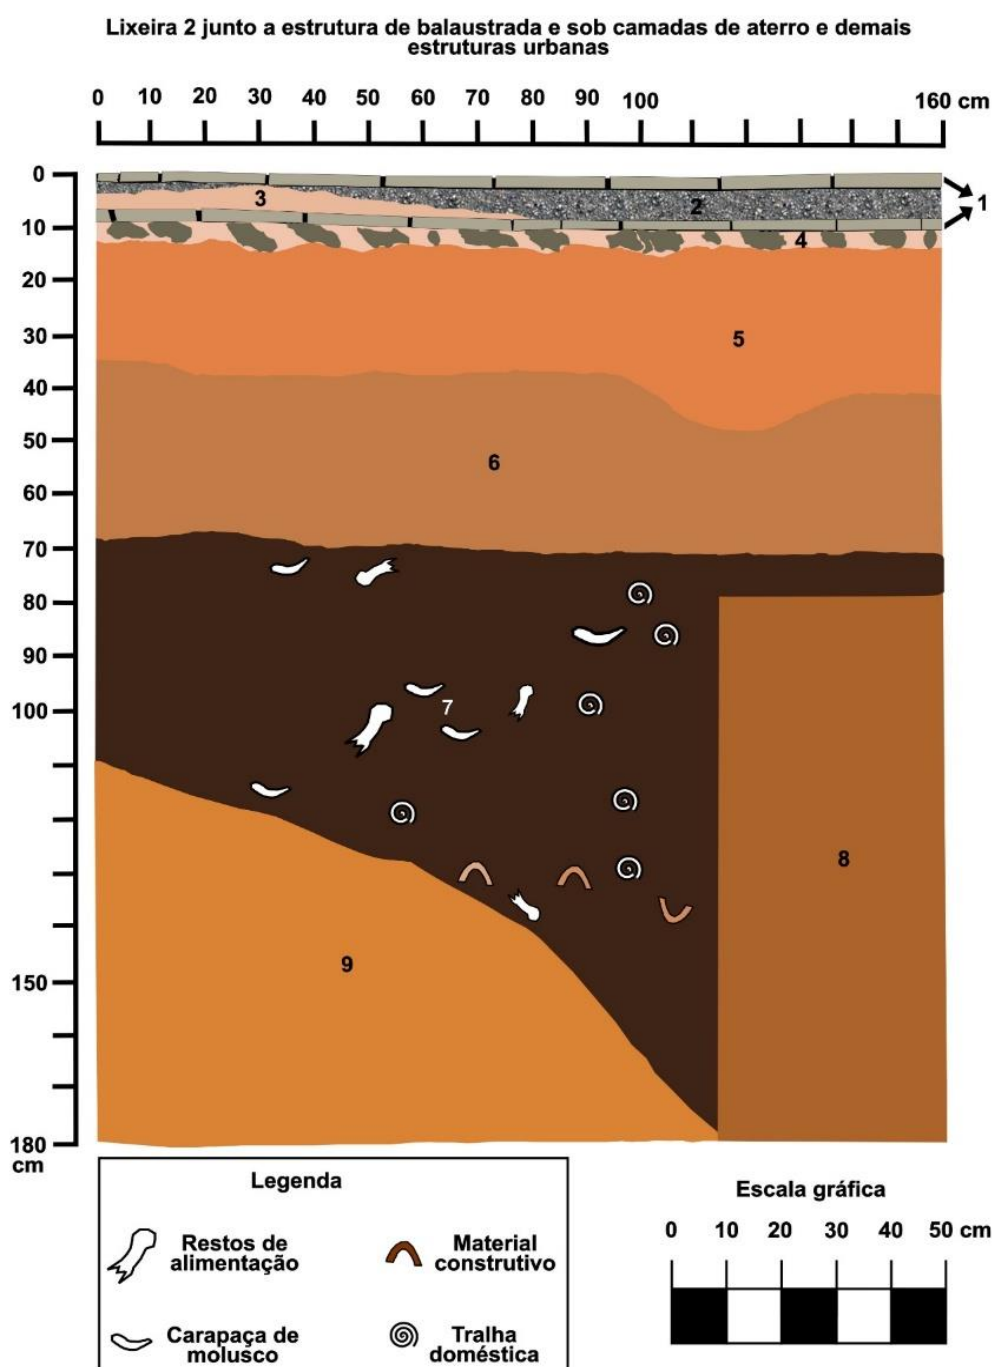 Lixeira 2 junto a estrutura de balaustrada e sob camadas de aterro e demais
estruturas urbanas
0 10 20 30 40 50 60 70 80 90 100 160 cm
0
10
20
30
40
50
60
70
80
90
100
150
180
cm
3
2
1
4
5
6
7
8
9
Legenda
Restos de
alimentação
Material
construtivo
Carapaça de
molusco
Tralha
doméstica
Escala gráfica
0 10 20 30 40 50 cm